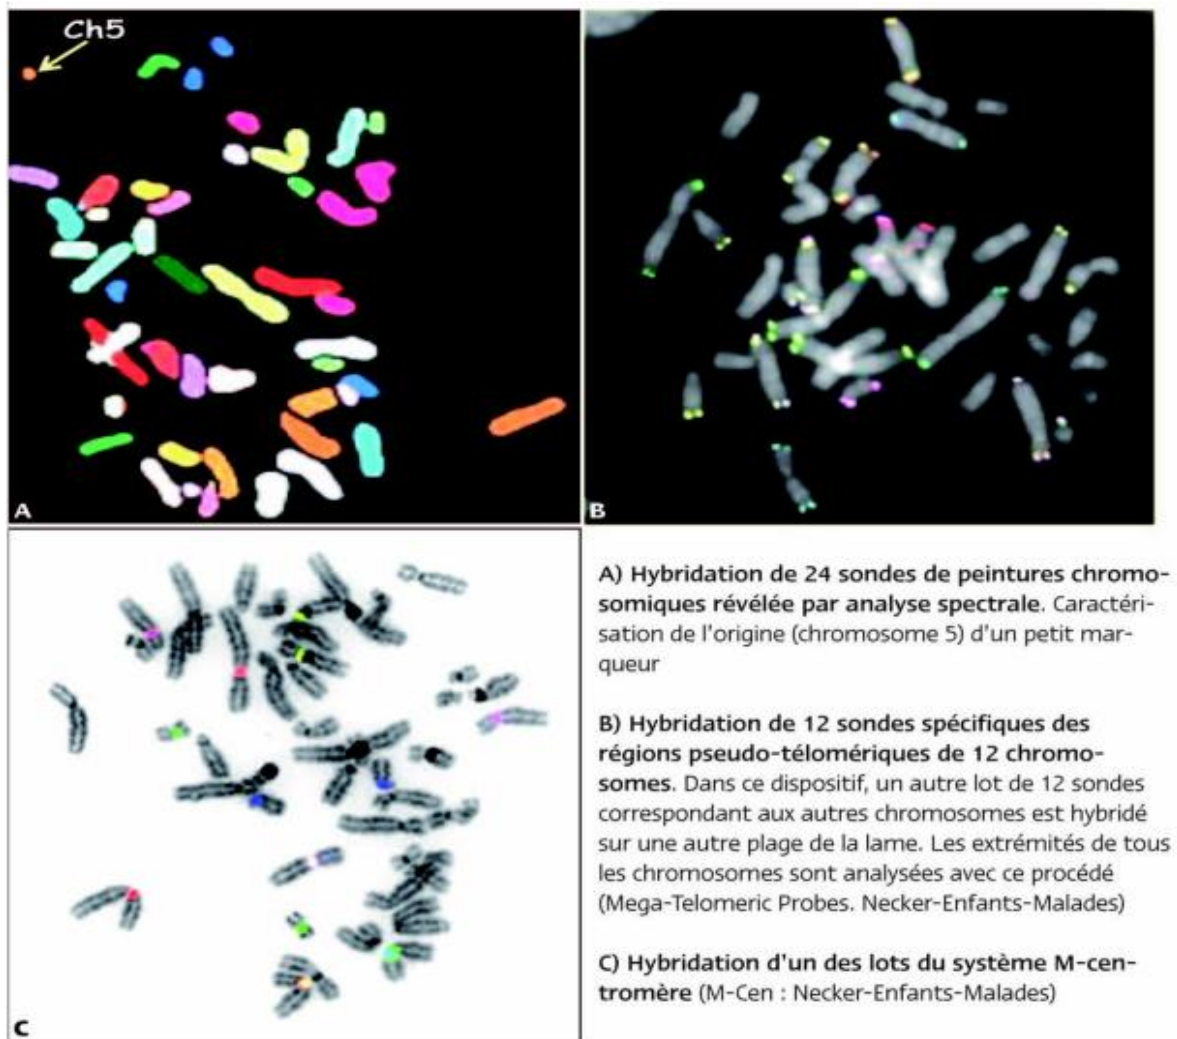 Ch5
A
B
C
A) Hybridation de 24 sondes de peintures chromo-
somiques révélée par analyse spectrale. Caractéri-
sation de l'origine (chromosome 5) d'un petit mar-
queur
B) Hybridation de 12 sondes spécifiques des
régions pseudo-télomériques de 12 chromo-
somes. Dans ce dispositif, un autre lot de 12 sondes
correspondant aux autres chromosomes est hybridé
sur une autre plage de la lame. Les extrémités de tous
les chromosomes sont analysées avec ce procédé
(Mega-Telomeric Probes. Necker-Enfants-Malades)
C) Hybridation d'un des lots du système M-cen-
tromère (M-Cen : Necker-Enfants-Malades)